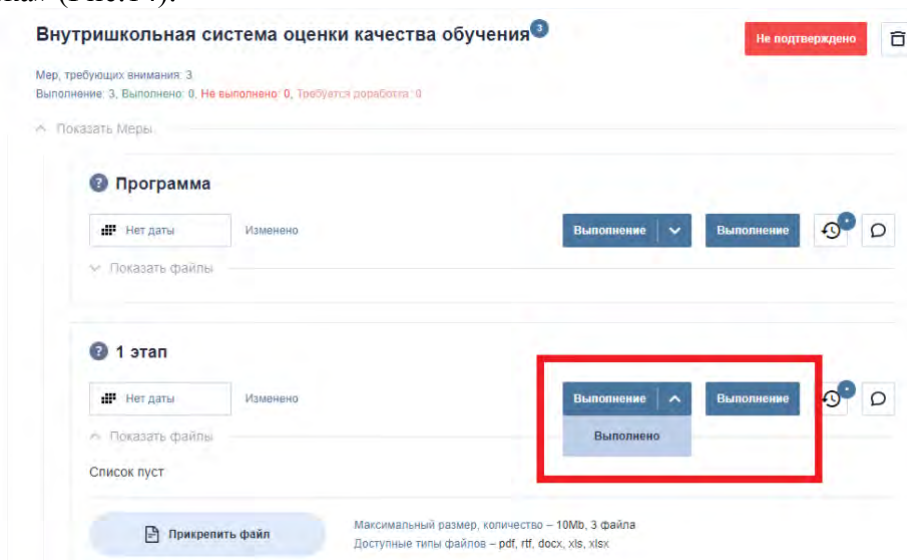 (Рис.14).
Внутришкольная система оценки качества обучения 3
Не подтверждено
Мер, требующих внимания: 3
Выполнение: 3, Выполнено: 0, Не выполнено: 0, Требуется доработка: 0
Показать Меры
? Программа
Нет даты Изменено Выполнение Выполнение
Показать файлы
? 1 этап
Нет даты Изменено Выполнение Выполнение
Показать файлы Выполнено
Список пуст
Прикрепить файл
Максимальный размер, количество – 10Mb, 3 файла
Доступные типы файлов – pdf, rtf, docx, xls, xlsx